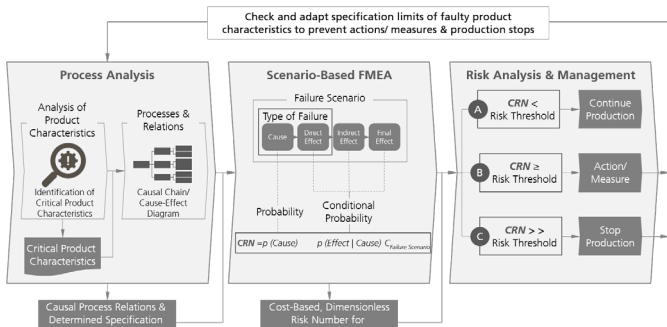 Check and adapt specification limits of faulty product
characteristics to prevent actions/ measures & production stops
Process Analysis
Analysis of
Product
Characteristics
Identification of
Critical Product
Characteristics
Critical Product
Characteristics
Processes &
Relations
Causal Chain/
Cause-Effect
Diagram
Causal Process Relations &
Determined Specification
Scenario-Based FMEA
Failure Scenario
Type of Failure
Cause
Direct
Effect
Indirect
Effect
Final
Effect
Probability
Conditional
Probability
CRN =p (Cause) p (Effect | Cause) C Failure Scenario
Cost-Based, Dimensionless
Risk Number for
Risk Analysis & Management
A
CRN <
Risk Threshold
Continue
Production
B
CRN ≥
Risk Threshold
Action/
Measure
C
CRN > >
Risk Threshold
Stop
Production